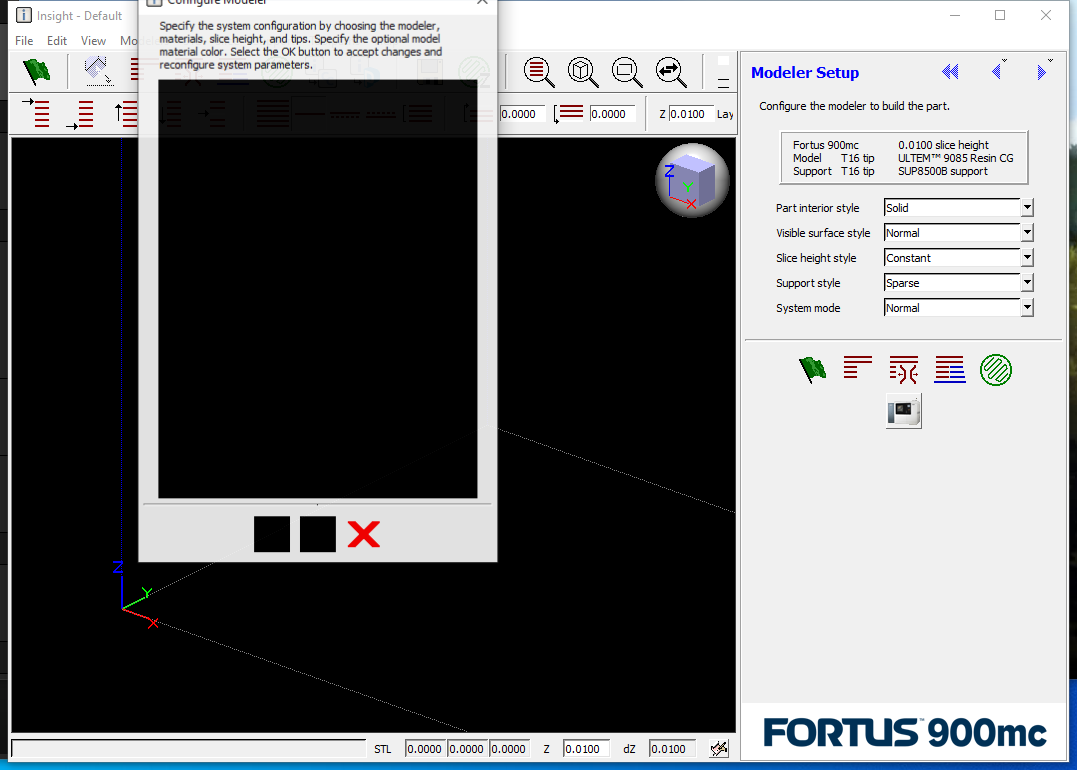 Insight - Default
Configure Modeler
File Edit View
Specify the system configuration by choosing the modeler,
materials, slice height, and tips. Specify the optional model
material color. Select the OK button to accept changes and
reconfigure system parameters.
0.0000
0.0000
Z 0.0100 Lay
Z
Y
X
Z
Y
X
STL 0.0000 0.0000 0.0000 Z 0.0100 dZ 0.0100
Modeler Setup
Configure the modeler to build the part.
Fortus 900mc 0.0100 slice height
Model T16 tip ULTEM™ 9085 Resin CG
Support T16 tip SUP8500B support
Part interior style Solid
Visible surface style Normal
Slice height style Constant
Support style Sparse
System mode Normal
FORTUS™ 900mc